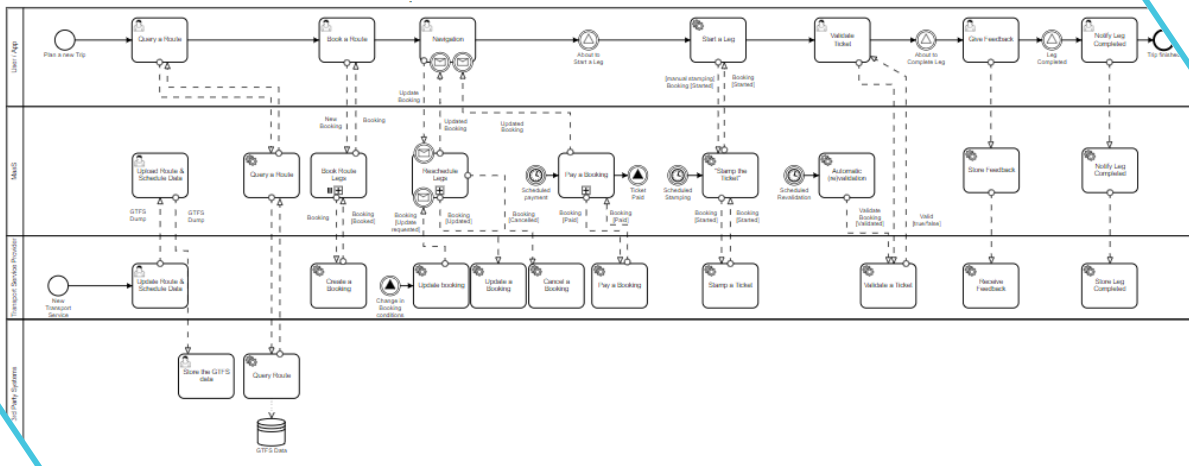 User / App
Plan a new Trip
Query a Route
Book a Route
Navigation
About to
Start a Leg
Start a Leg
Validate
Ticket
About to
Complete Leg
Give Feedback
Leg
Completed
Notify Leg
Completed
Trip finished
Update
Booking
[manual stamping]
Booking [Started]
Booking
[Started]
New
Booking
Booking
Updated
Booking
Updated
Booking
MaaS
Upload Route &
Schedule Data
Query a Route
Book Route
Legs
Reschedule
Legs
Scheduled
payment
Pay a Booking
Ticket
Paid
Scheduled
Stamping
"Stamp the
Ticket"
Scheduled
Revalidation
Automatic
(re)validation
Store Feedback
Notify Leg
Completed
GTFS
Dump
GTFS
Dump
Booking
Booking
[Booked]
Booking
[Update
requested]
Booking
[Updated]
Booking
[Cancelled]
Booking
[Paid]
Booking
[Paid]
Booking
[Started]
Booking
[Started]
Validate
Booking
[Validated]
Valid
[true/false]
Transport Service Provider
New
Transport
Service
Update Route &
Schedule Data
Create a
Booking
Change in
Booking
conditions
Update booking
Update a
Booking
Cancel a
Booking
Pay a Booking
Stamp a Ticket
Validate a Ticket
Receive
Feedback
Store Leg
Completed
3rd Party Systems
Store the GTFS
data
Query Route
GTFS Data